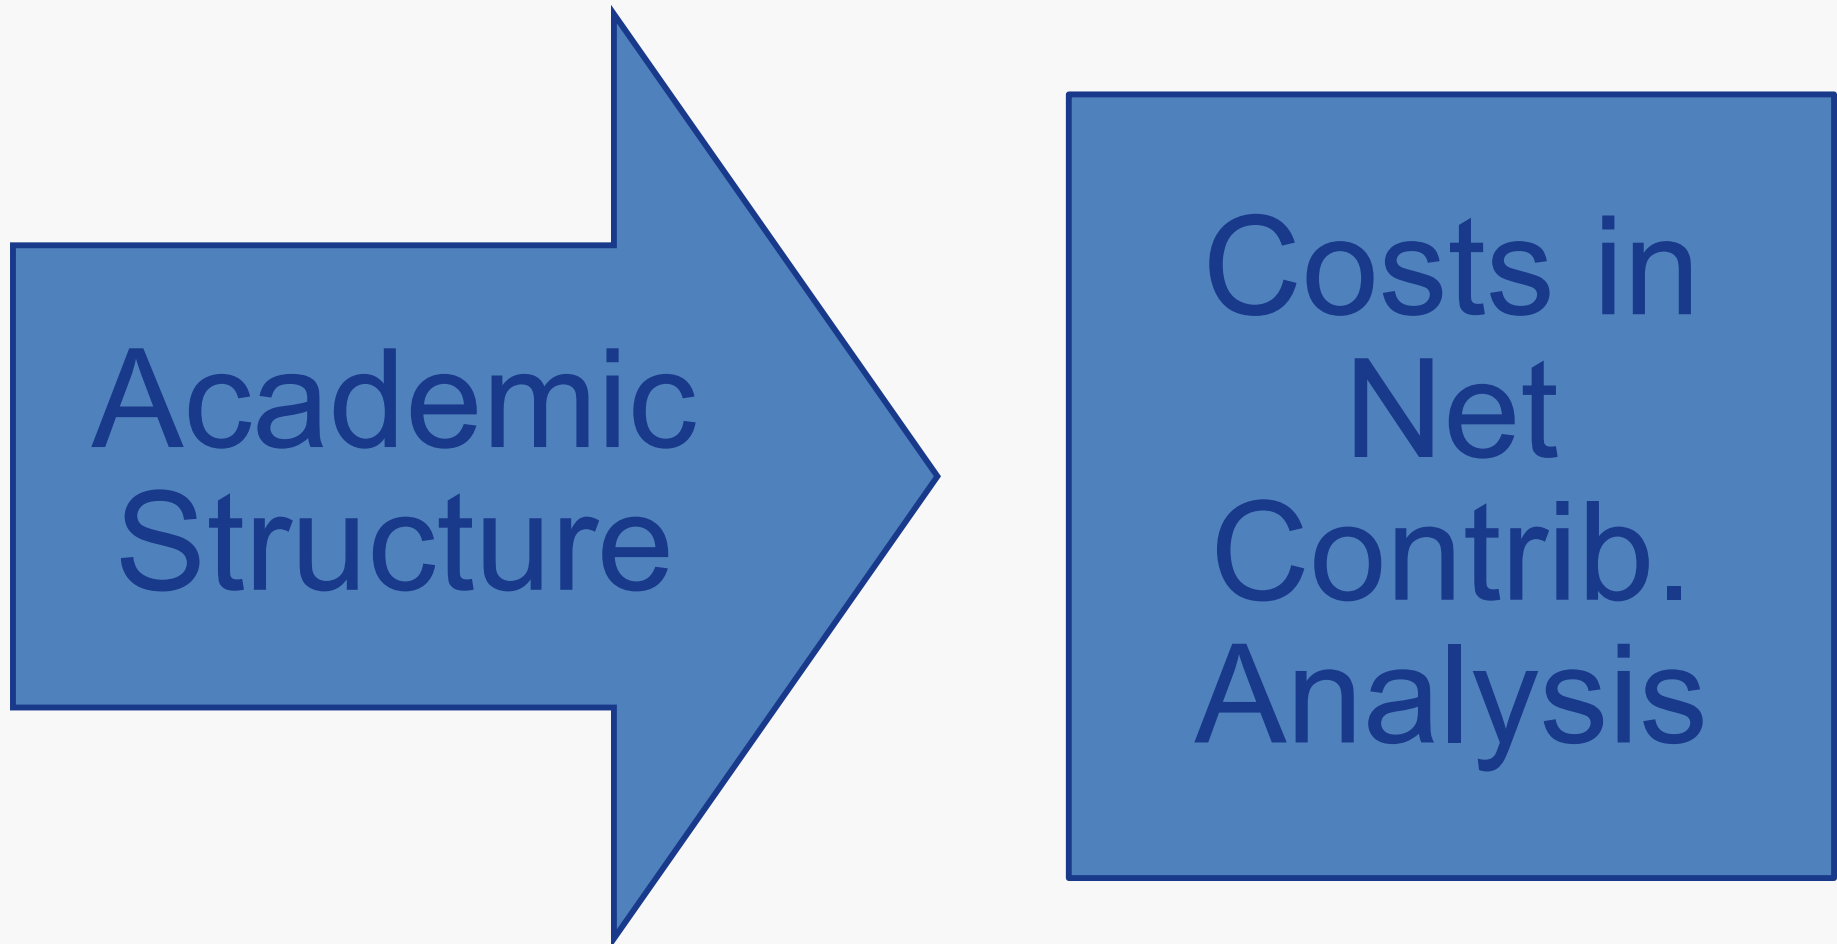 Academic
Structure
Costs in
Net
Contrib.
Analysis